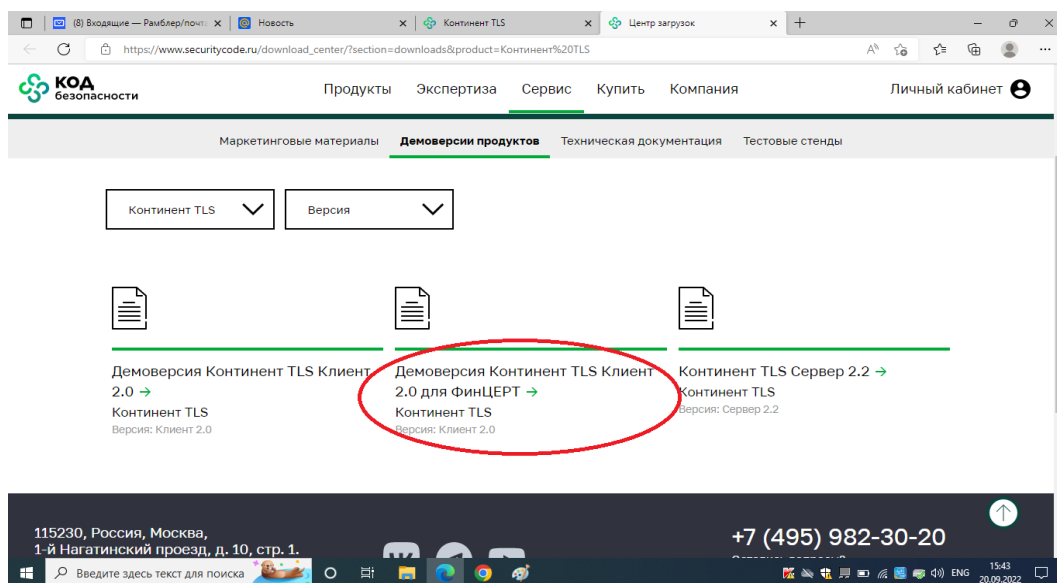 (8) Входящие — Рамблер/почт
Новость
Континент TLS
Центр загрузок
https://www.securitycode.ru/download_center/?section=downloads&product=Континент%20TLS
КОД
безопасности
Продукты
Экспертиза
Сервис
Купить
Компания
Личный кабинет
Маркетинговые материалы
Демоверсии продуктов
Техническая документация
Тестовые стенды
Континент TLS
Версия
Демоверсия Континент TLS Клиент
2.0 →
Континент TLS
Версия: Клиент 2.0
Демоверсия Континент TLS Клиент
2.0 для ФинЦЕРТ →
Континент TLS
Версия: Клиент 2.0
Континент TLS Сервер 2.2 →
Континент TLS
Версия: Сервер 2.2
115230, Россия, Москва,
1-й Нагатинский проезд, д. 10, стр. 1.
+7 (495) 982-30-20
Введите здесь текст для поиска
ENG
15:43
20.09.2022